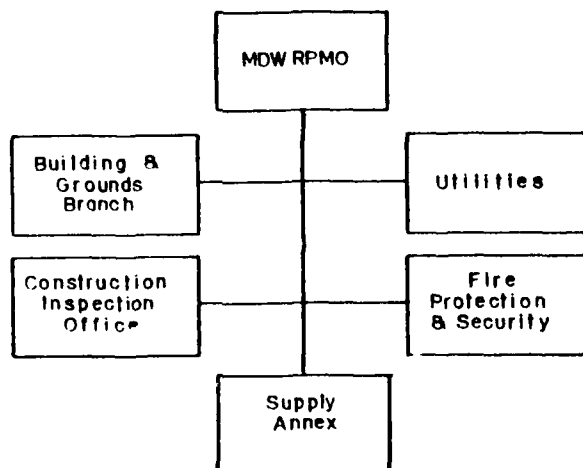 MDW RPMO
Building &
Grounds
Branch
Utilities
Construction
Inspection
Office
Fire
Protection
& Security
Supply
Annex